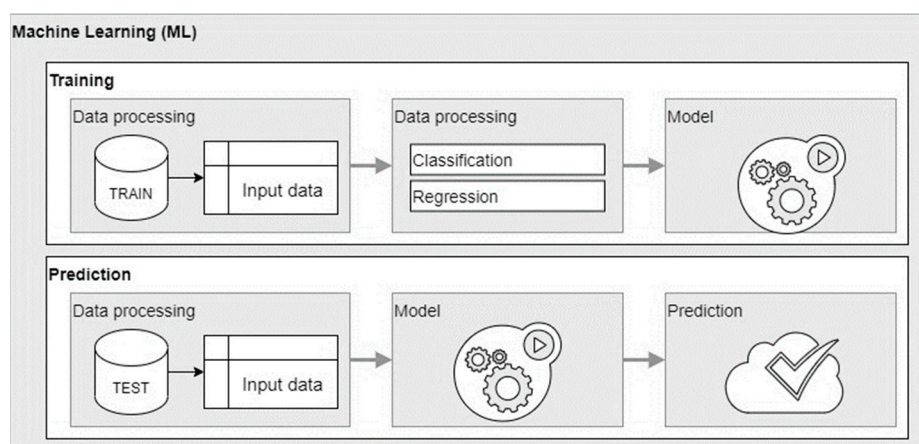 Machine Learning (ML)
Training
Data processing
TRAIN
Input data
Data processing
Classification
Regression
Model
Prediction
Data processing
TEST
Input data
Model
Prediction